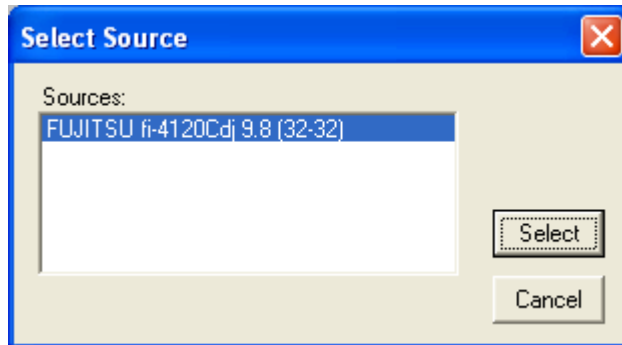 Select Source
Sources:
FUJITSU fi-4120Cdj 9.8 (32-32)
Select
Cancel